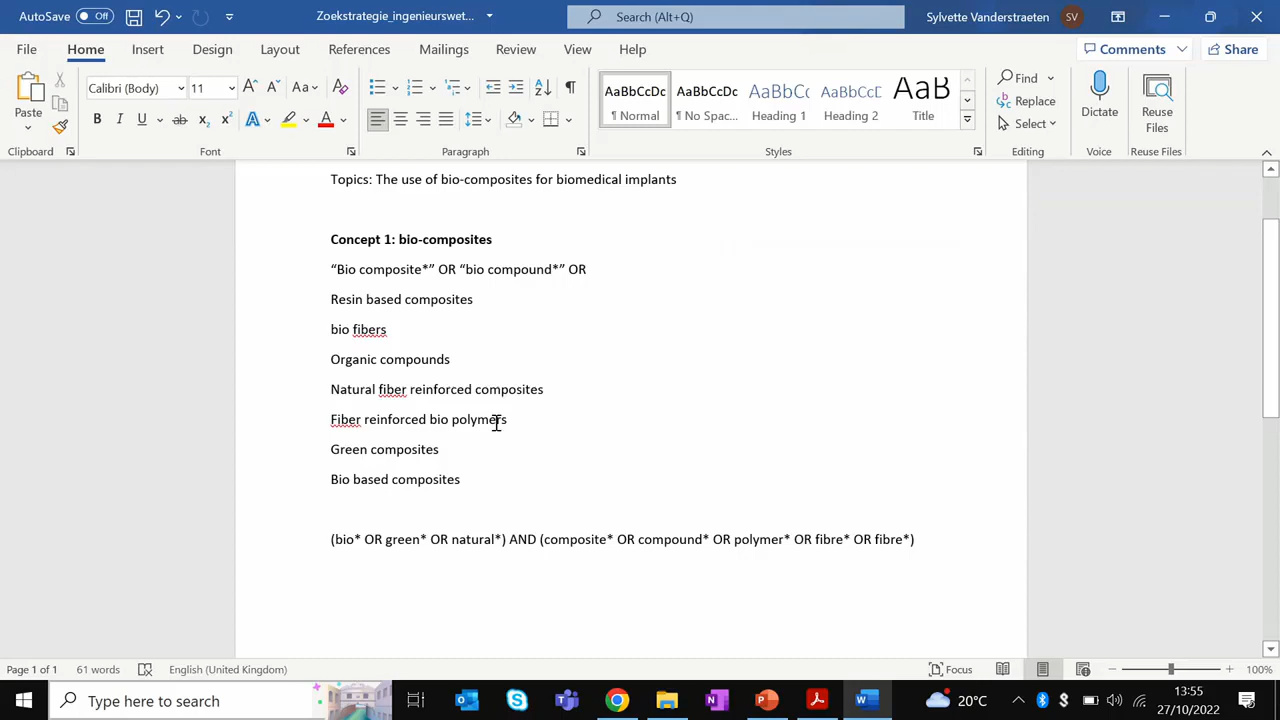 AutoSave Off Zoekstrategie_ingenieurswet... Search (Alt+Q) Sylvette Vanderstraeten SV
File Home Insert Design Layout References Mailings Review View Help Comments Share
Calibri (Body) 11 Aa AaBbCcDc AaBbCcDc AaBbCc AaBbCcD AaB Find
Paste B I U ab x₂ x² A A ¶ Normal ¶ No Spac... Heading 1 Heading 2 Title Replace Select Dictate Reuse Files
Clipboard Font Paragraph Styles Editing Voice Reuse Files
Topics: The use of bio-composites for biomedical implants
Concept 1: bio-composites
“Bio composite*” OR “bio compound*” OR
Resin based composites
bio fibers
Organic compounds
Natural fiber reinforced composites
Fiber reinforced bio polymers
Green composites
Bio based composites
(bio* OR green* OR natural*) AND (composite* OR compound* OR polymer* OR fibre* OR fibre*)
Page 1 of 1 61 words English (United Kingdom) Focus 100%
Type here to search 20°C 13:55
27/10/2022